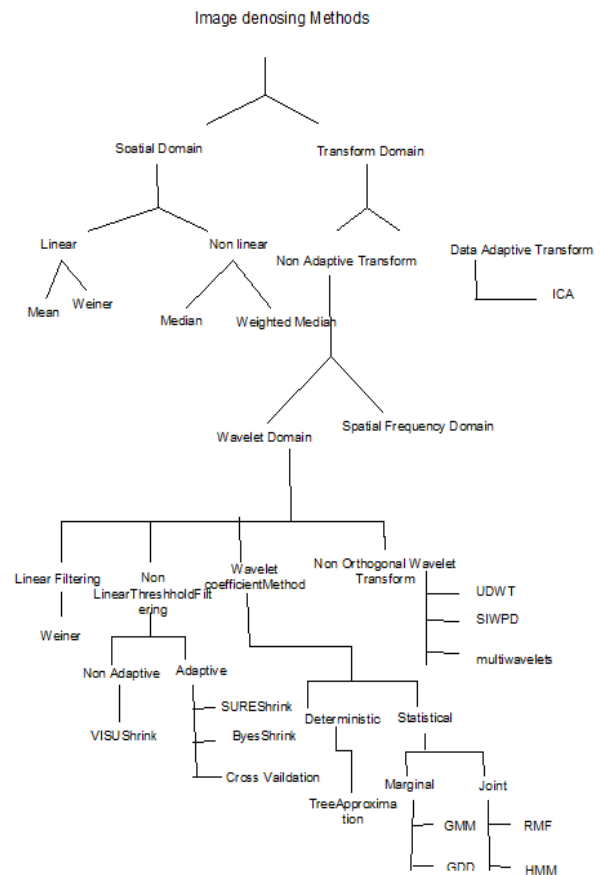 Image denosing Methods
Spatial Domain
Transform Domain
Linear
Non linear
Non Adaptive Transform
Data Adaptive Transform
ICA
Mean
Weiner
Median
Weighted Median
Wavelet Domain
Spatial Frequency Domain
Linear Filtering
Non
LinearThreshholdFilt
ering
Wavelet
coefficientMethod
Non Orthogonal Wavelet
Transform
UDWT
SIWPD
multiwavelets
Weiner
Non Adaptive
Adaptive
VISUShrink
SUREShrink
ByesShrink
Cross Vaildation
Deterministic
Statistical
TreeApproxima
tion
Marginal
Joint
GMM
RMF
GDD
HMM